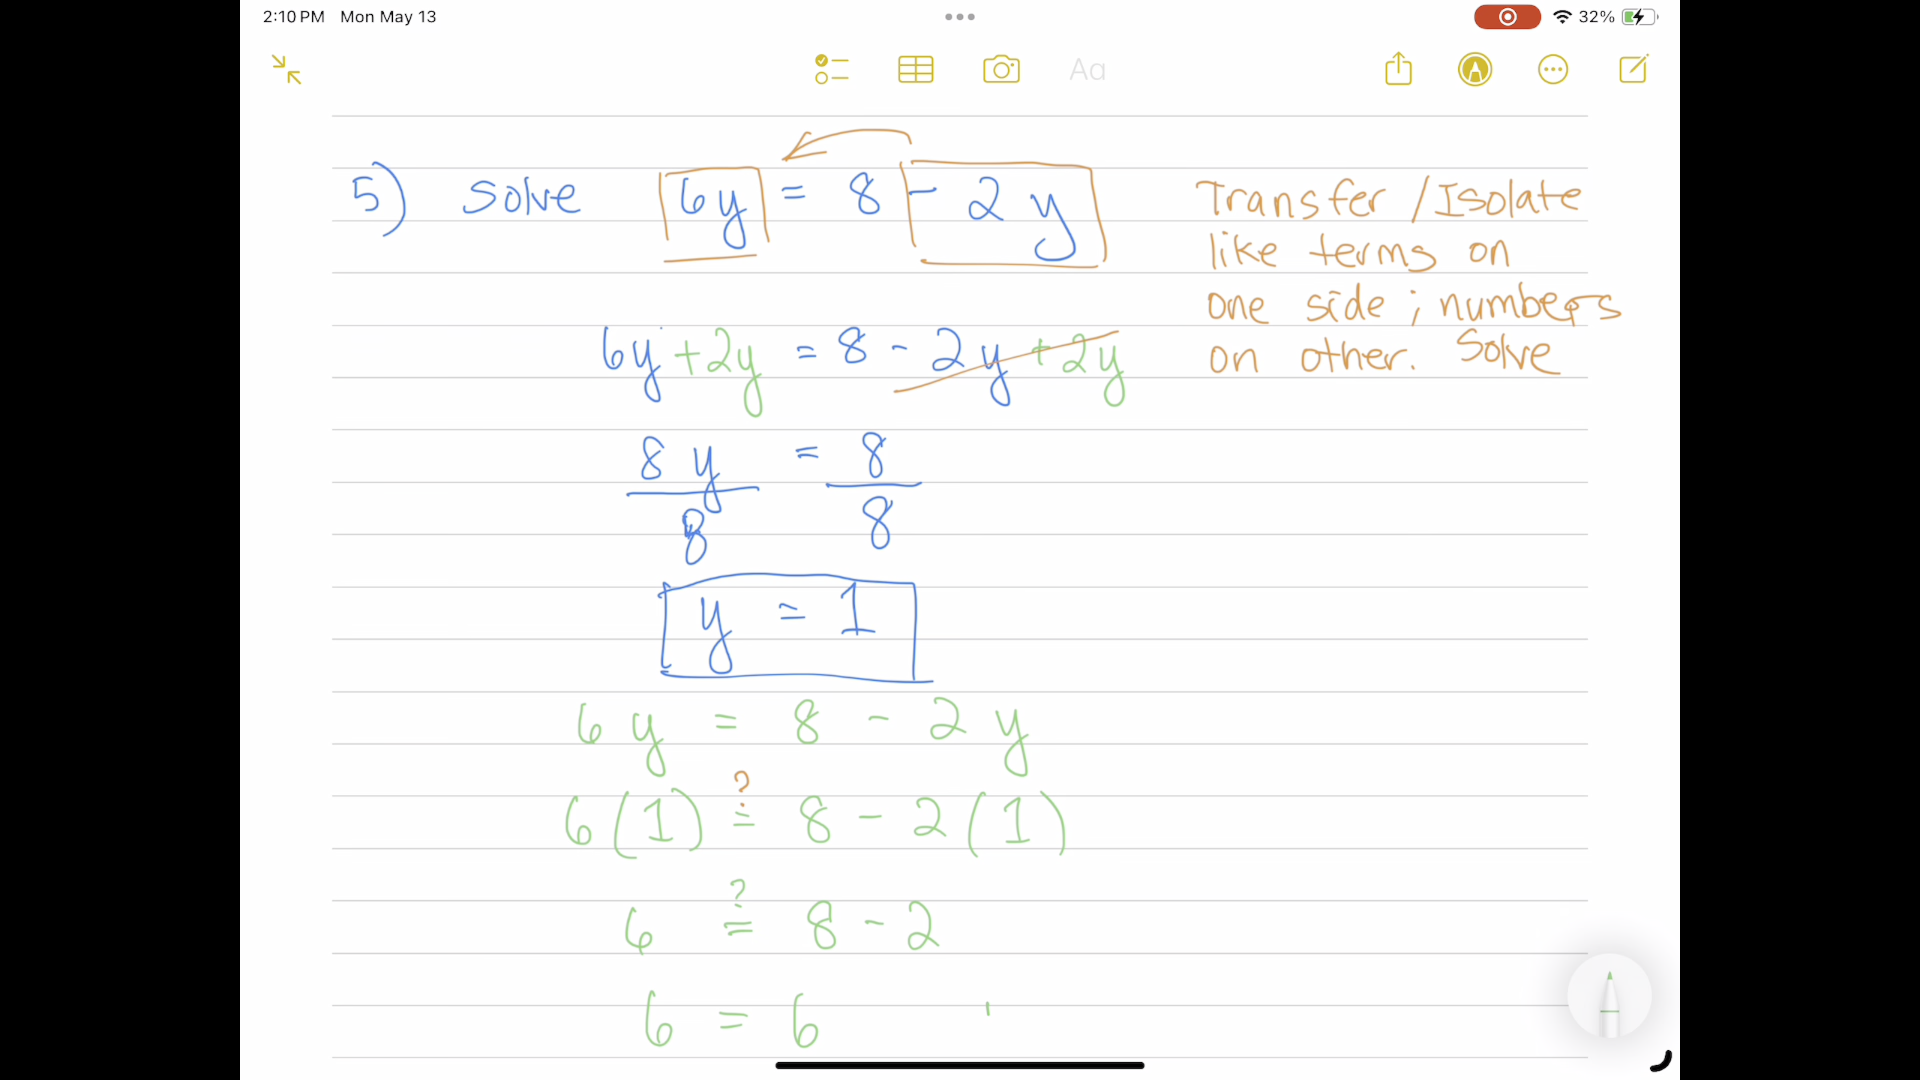 2:10 PM Mon May 13
32%
Aa
5) Solve 6y = 8 - 2y
Transfer / Isolate
like terms on
one side ; numbers
on other. Solve
6y + 2y = 8 - 2y + 2y
8y = 8
8 8
y = 1
6y = 8 - 2y
?
6(1) = 8 - 2(1)
?
6 = 8 - 2
6 = 6